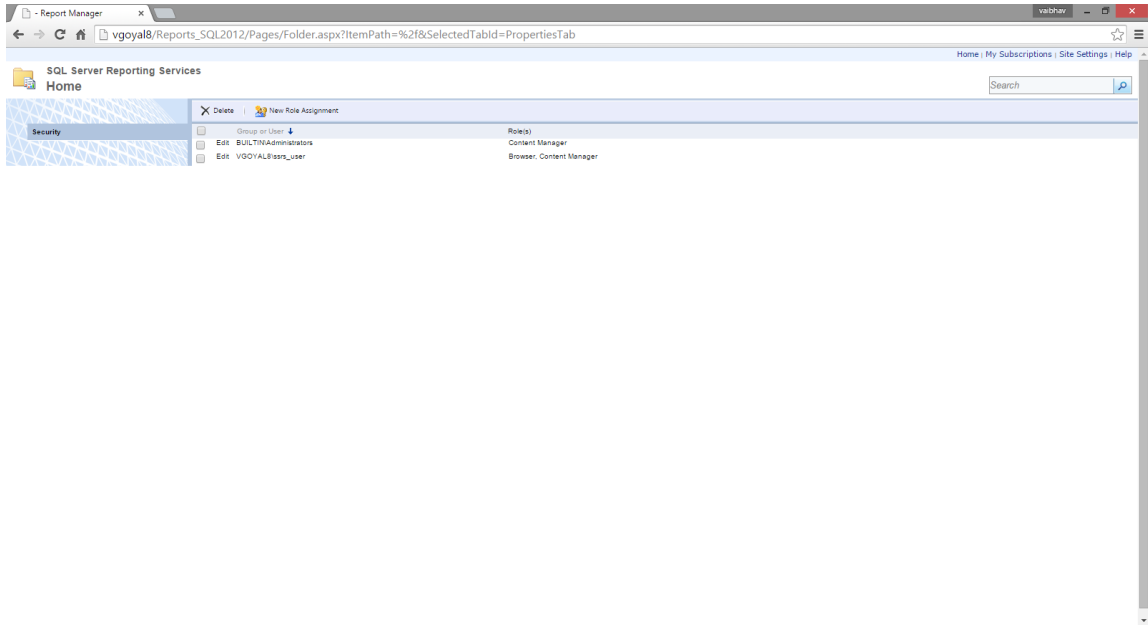 - Report Manager
vaibhav
vgoyal8/Reports_SQL2012/Pages/Folder.aspx?ItemPath=%2f&SelectedTabId=PropertiesTab
Home | My Subscriptions | Site Settings | Help
SQL Server Reporting Services
Home
Search
Delete | New Role Assignment
Security
Group or User Role(s)
Edit BUILTIN\Administrators Content Manager
Edit VGOYAL8\ssrs_user Browser, Content Manager